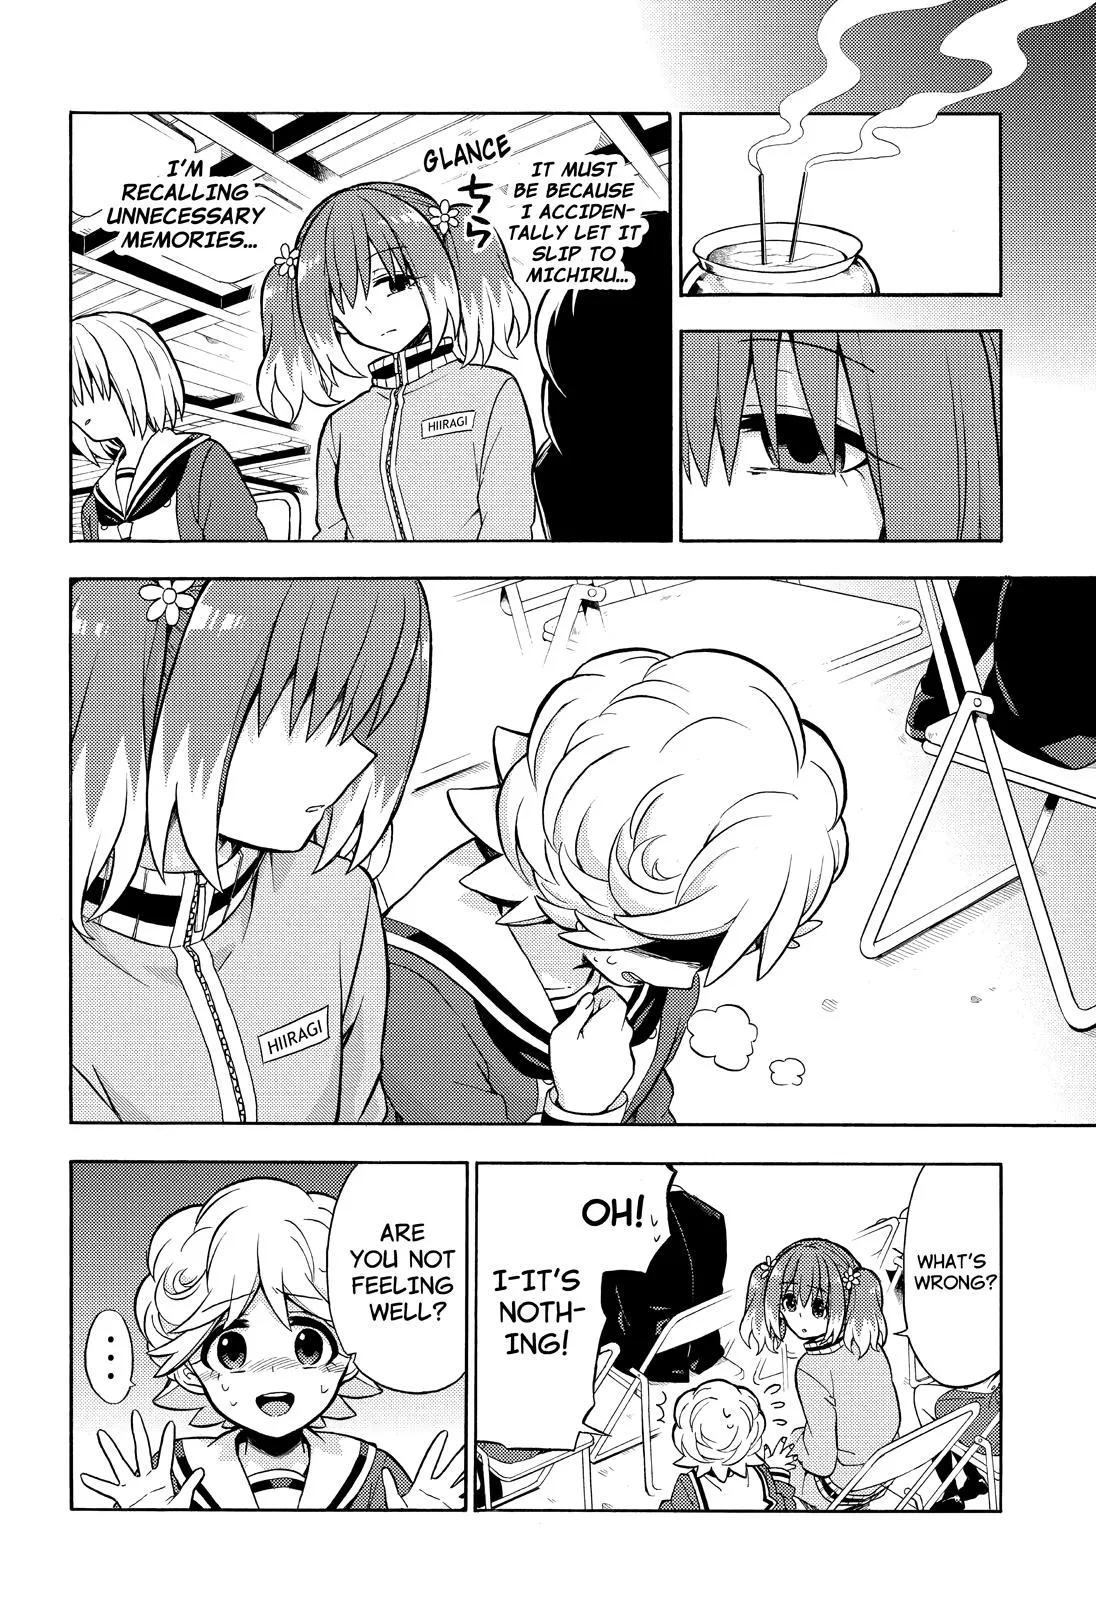 GLANCE
ちら
IT MUST
BE BECAUSE
I ACCIDEN-
TALLY LET IT
SLIP TO
MICHIRU...
I'M
RECALLING
UNNECESSARY
MEMORIES...
HIIRAGI
HIIRAGI
WHAT'S
WRONG?
OH!
I-IT'S
NOTH-
ING!
ARE
YOU NOT
FEELING
WELL?
...